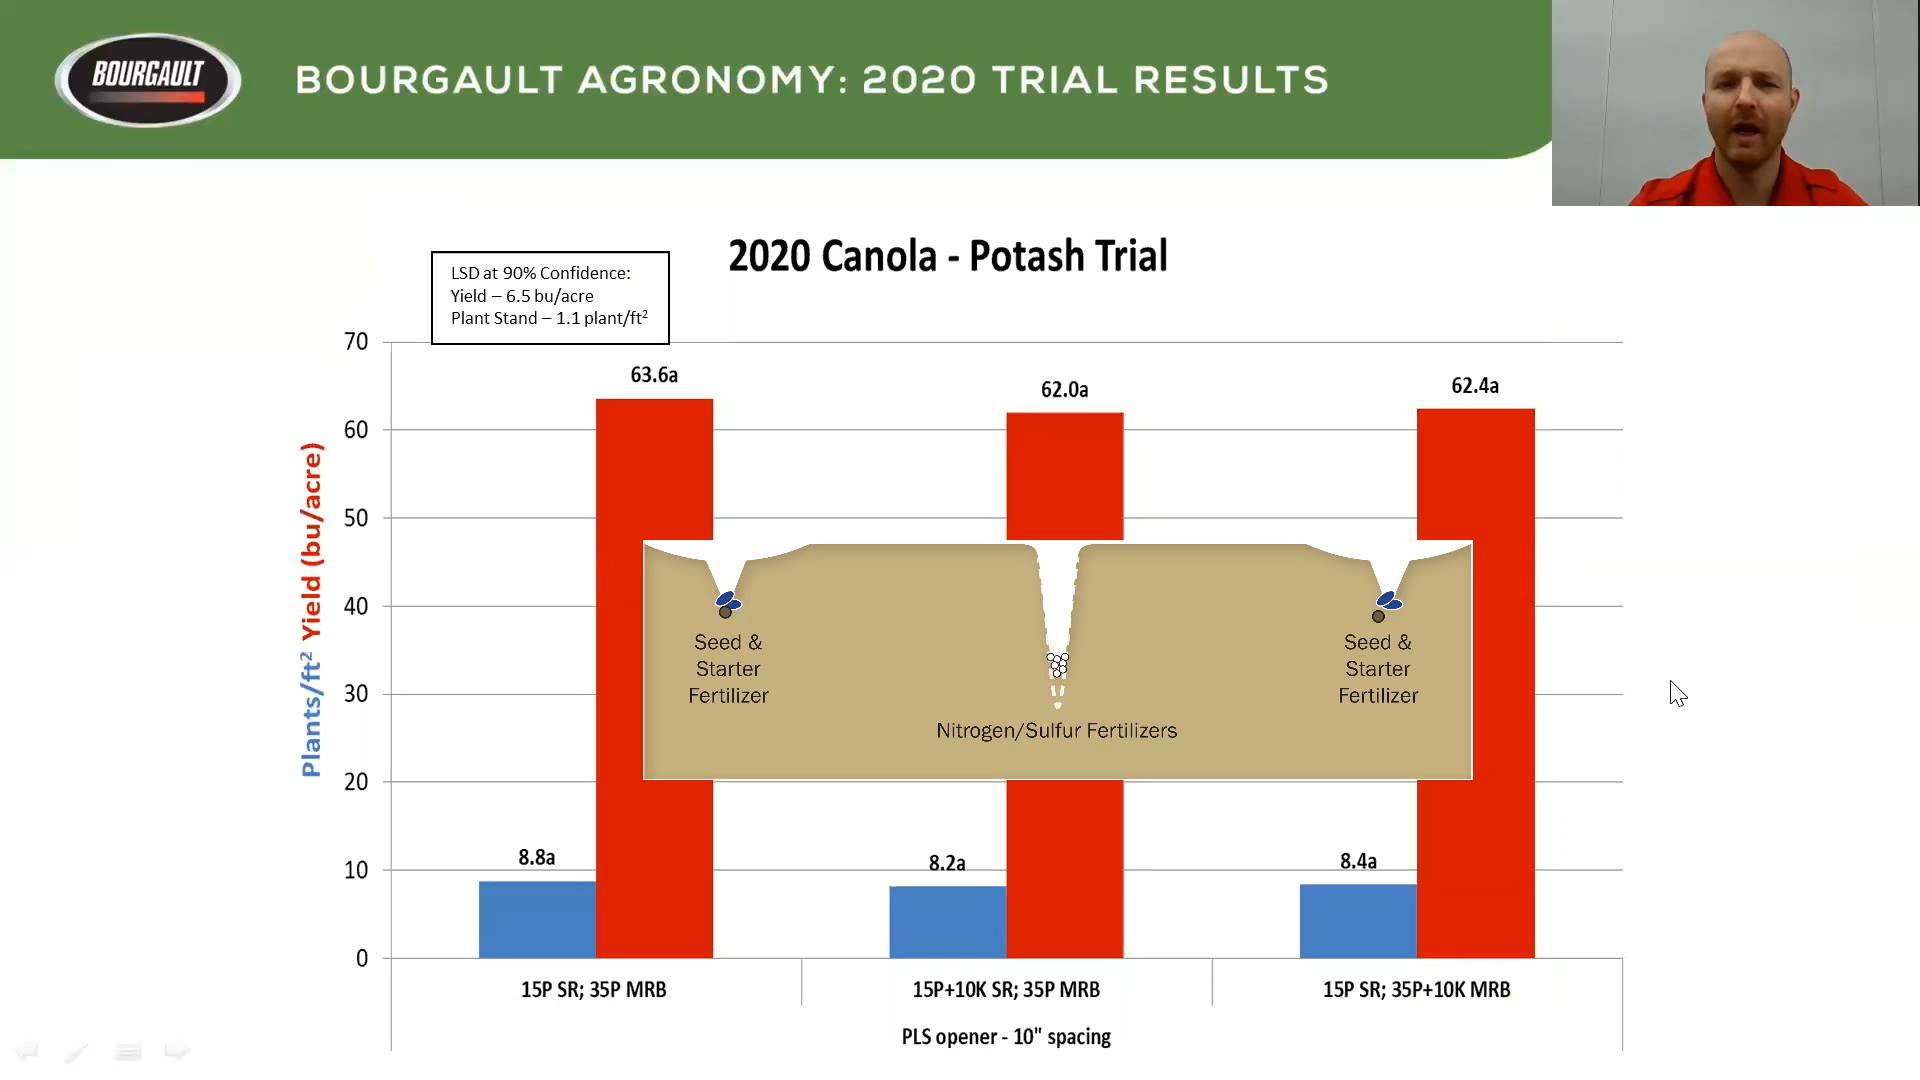 BOURGAULT
BOURGAULT AGRONOMY: 2020 TRIAL RESULTS
2020 Canola - Potash Trial
LSD at 90% Confidence:
Yield – 6.5 bu/acre
Plant Stand – 1.1 plant/ft²
Plants/ft² Yield (bu/acre)
70
60
50
40
30
20
10
0
63.6a
62.0a
62.4a
8.8a
8.2a
8.4a
Seed &
Starter
Fertilizer
Nitrogen/Sulfur Fertilizers
Seed &
Starter
Fertilizer
15P SR; 35P MRB
15P+10K SR; 35P MRB
15P SR; 35P+10K MRB
PLS opener - 10" spacing